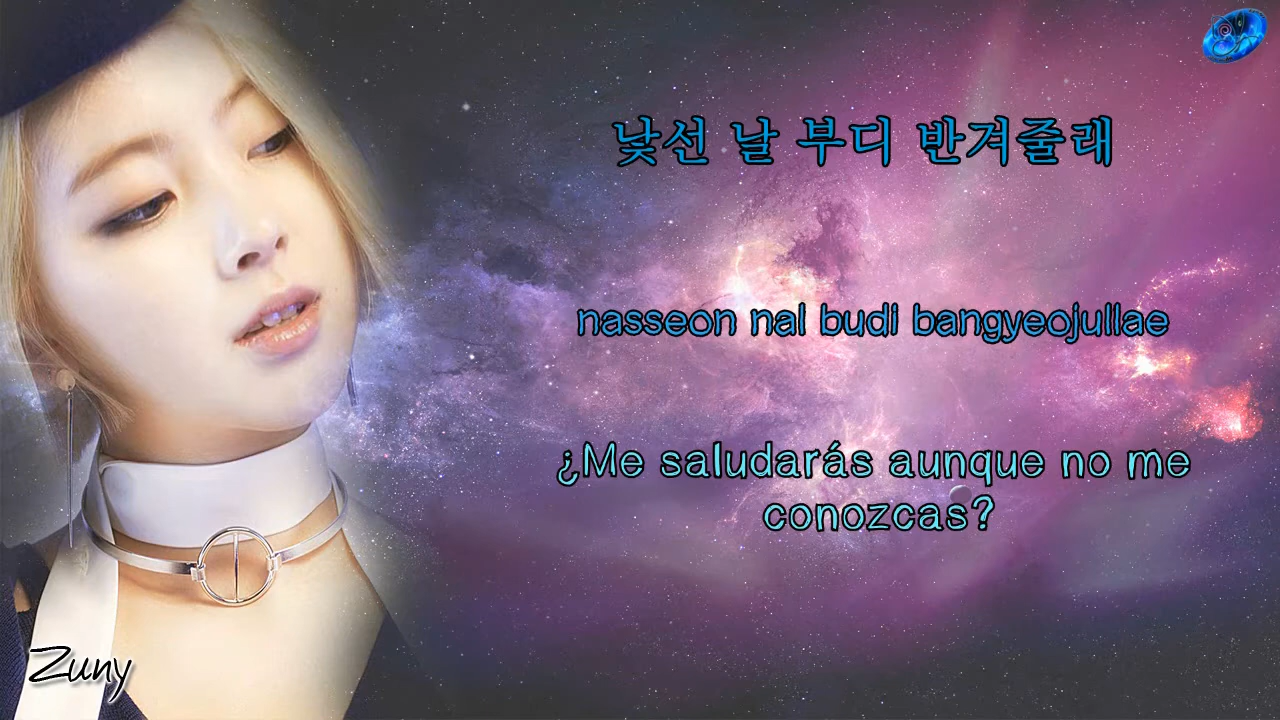 낯선 날 부디 반겨줄래
nasseon nal budi bangyeojullae
¿Me saludarás aunque no me
conozcas?
Zuny